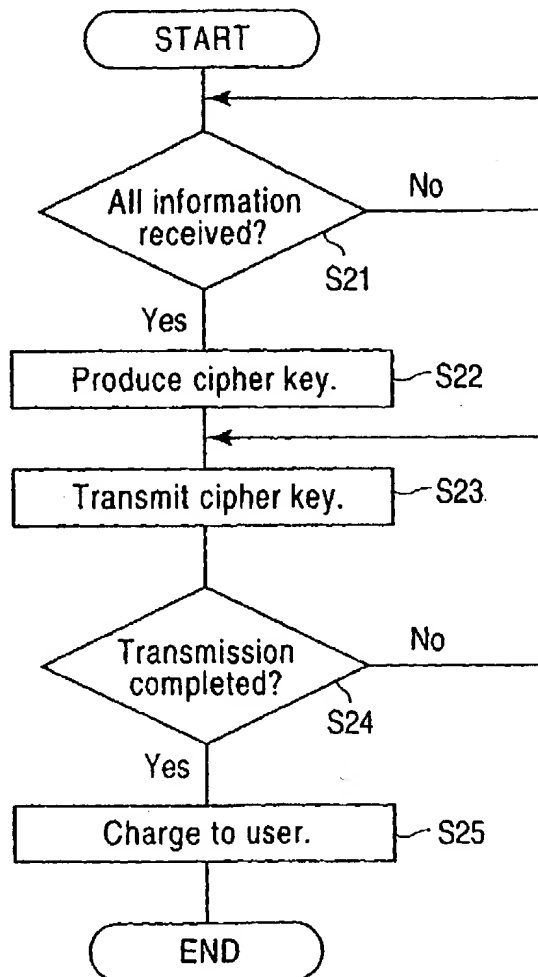 START
All information
received?
No
S21
Yes
Produce cipher key.
S22
Transmit cipher key.
S23
Transmission
completed?
No
S24
Yes
Charge to user.
S25
END